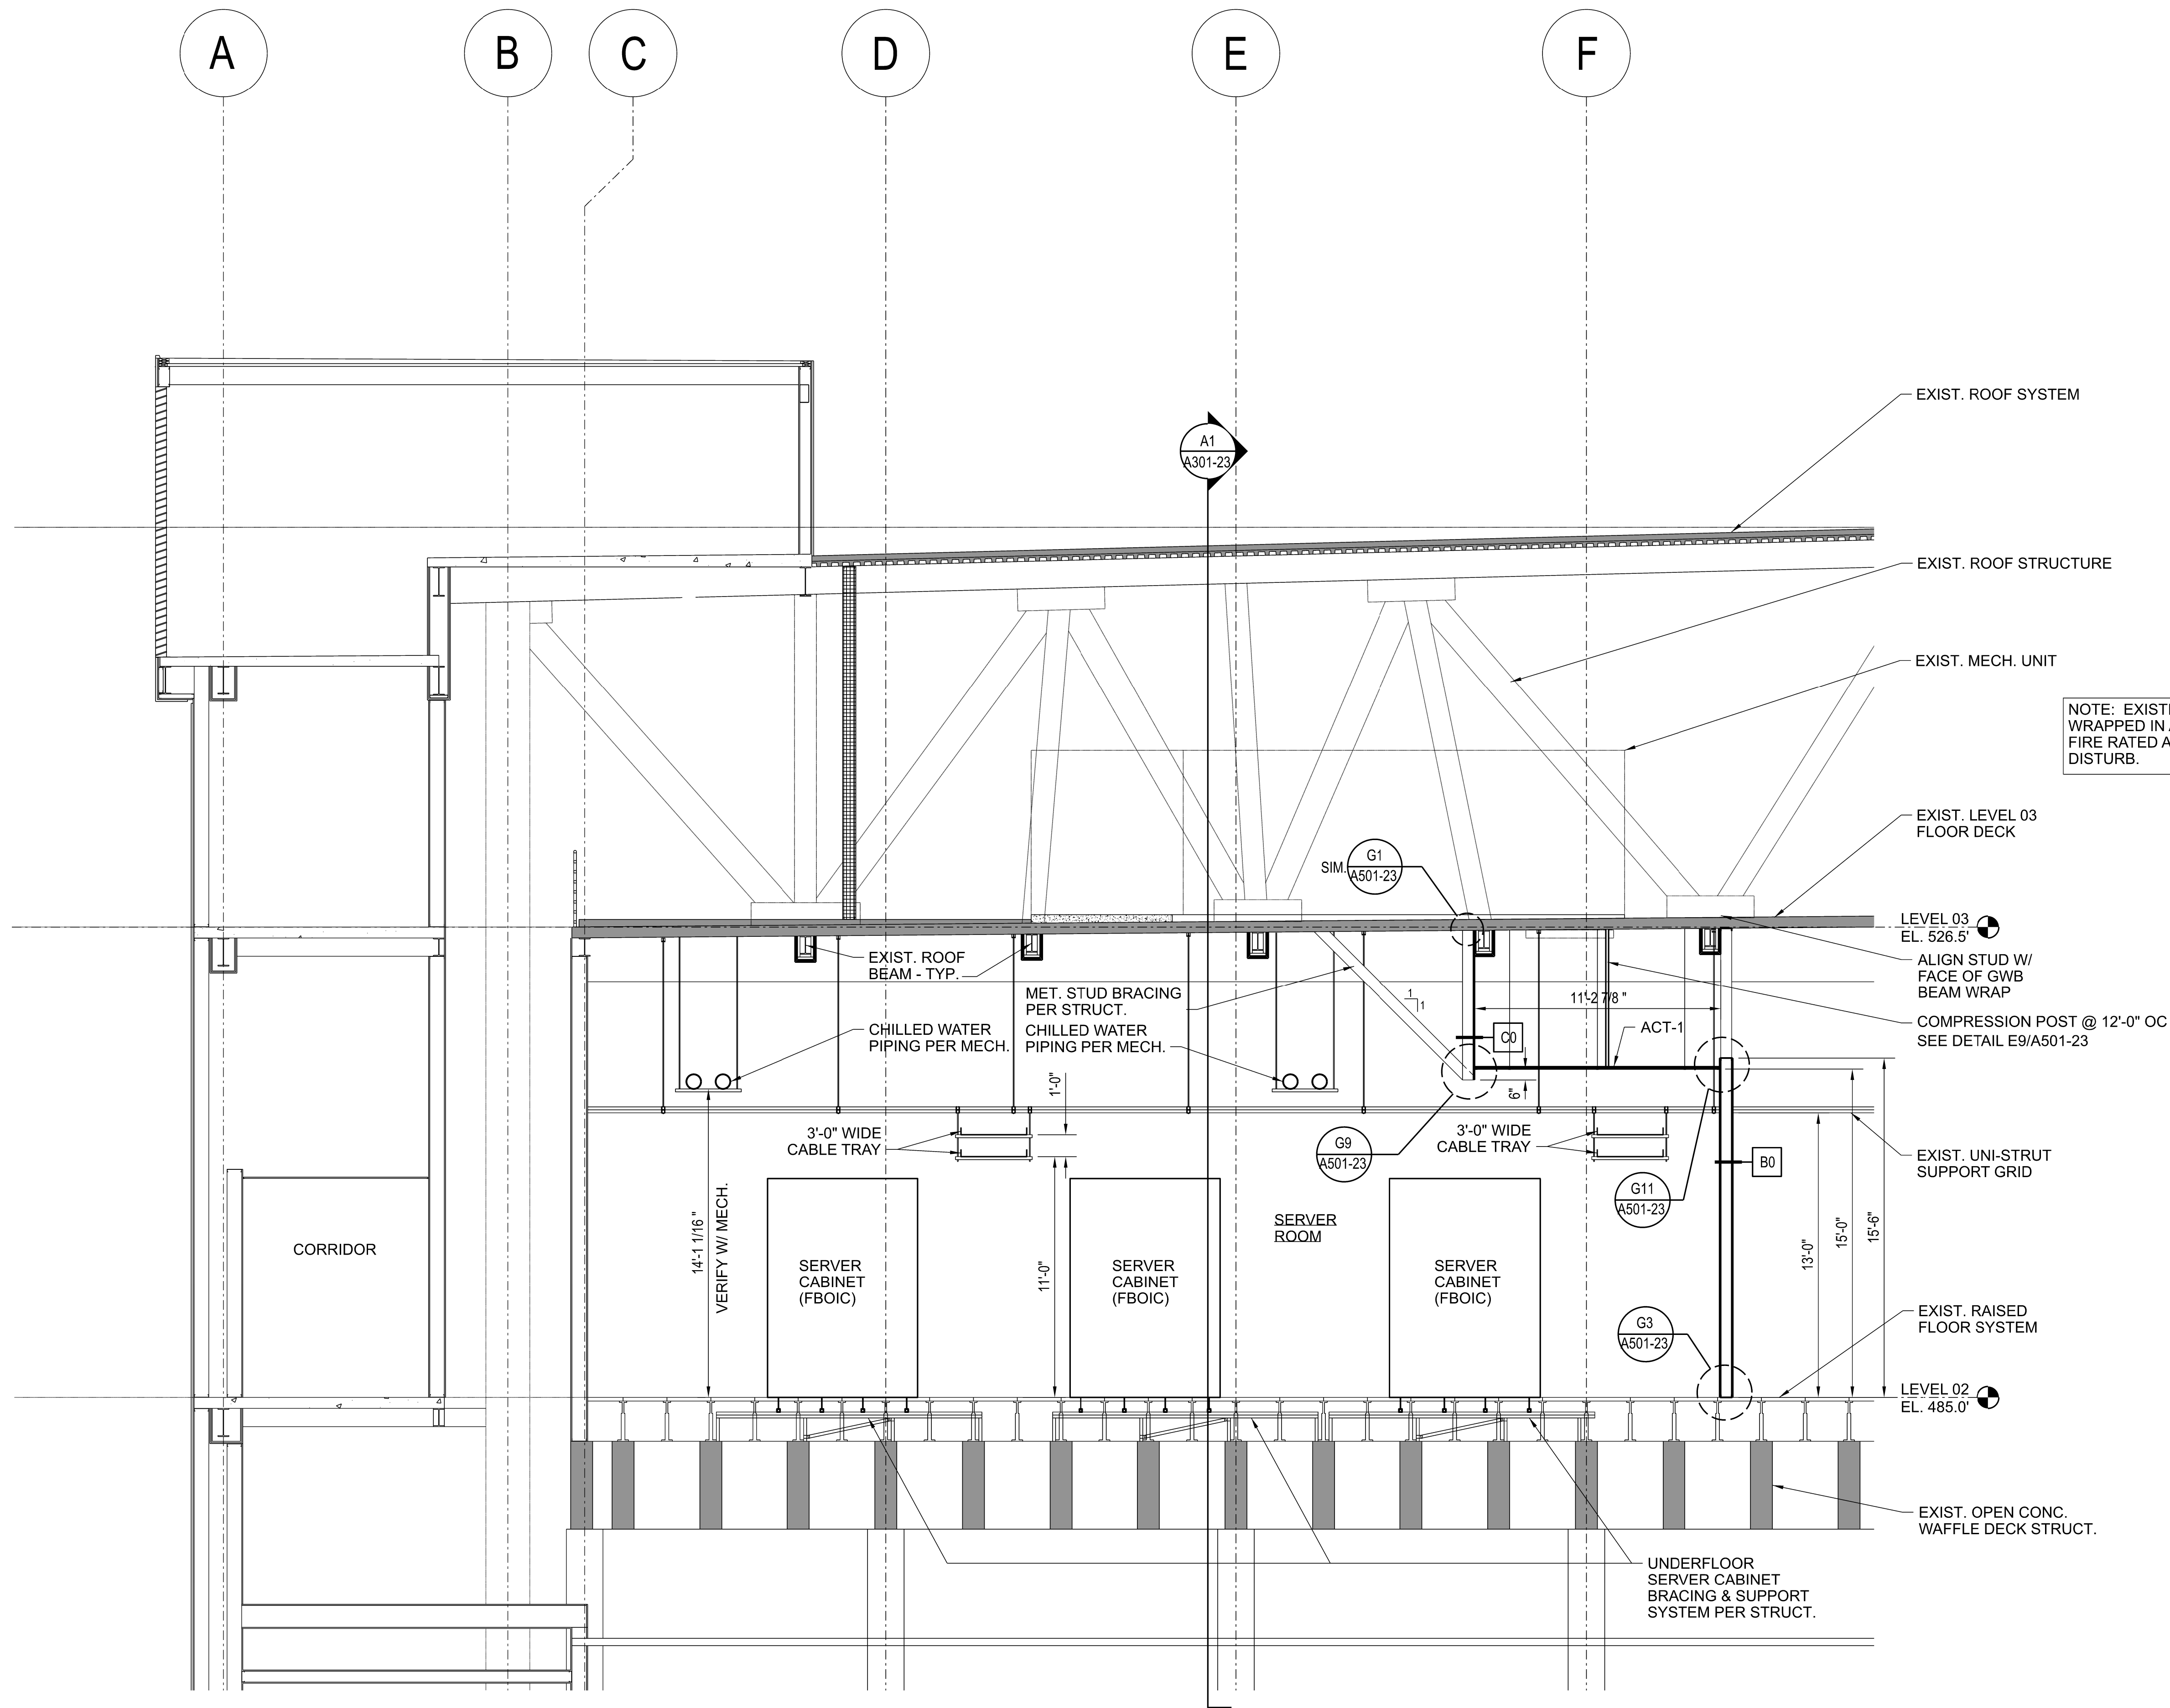 A
B
C
D
E
F
EXIST. ROOF SYSTEM
A1
A301-23
EXIST. ROOF STRUCTURE
EXIST. MECH. UNIT
NOTE: EXISTI
WRAPPED IN
FIRE RATED A
DISTURB.
EXIST. LEVEL 03
FLOOR DECK
SIM.
G1
A501-23
LEVEL 03
EL. 526.5'
EXIST. ROOF
BEAM - TYP.
ALIGN STUD W/
FACE OF GWB
BEAM WRAP
MET. STUD BRACING
PER STRUCT.
1
1
11'-2 7/8 "
COMPRESSION POST @ 12'-0" OC
SEE DETAIL E9/A501-23
CHILLED WATER
PIPING PER MECH.
CHILLED WATER
PIPING PER MECH.
C0
ACT-1
1'-0"
6"
3'-0" WIDE
CABLE TRAY
G9
A501-23
3'-0" WIDE
CABLE TRAY
B0
EXIST. UNI-STRUT
SUPPORT GRID
G11
A501-23
CORRIDOR
14'-1 1/16 "
VERIFY W/ MECH.
SERVER
CABINET
(FBOIC)
11'-0"
SERVER
CABINET
(FBOIC)
SERVER
ROOM
SERVER
CABINET
(FBOIC)
13'-0"
15'-0"
15'-6"
G3
A501-23
EXIST. RAISED
FLOOR SYSTEM
LEVEL 02
EL. 485.0'
EXIST. OPEN CONC.
WAFFLE DECK STRUCT.
UNDERFLOOR
SERVER CABINET
BRACING & SUPPORT
SYSTEM PER STRUCT.